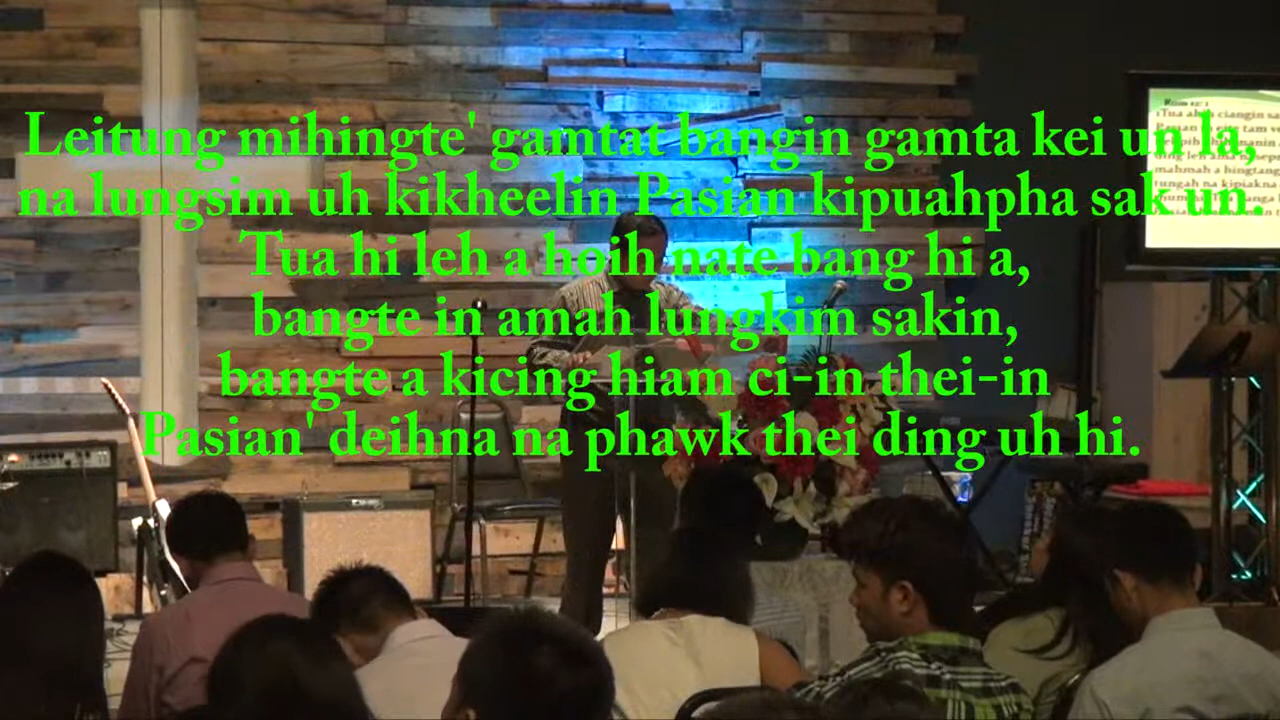 Leitung mihingte' gamtat bangin gamta kei un la,
na lungsim uh kikheelin Pasian kipuahpha sak un.
Tua hi leh a hoih nate bang hi a,
bangte in amah lungkim sakin,
bangte a kicing hiam ci-in thei-in
Pasian' deihna na phawk thei ding uh hi.
Tua ciangin